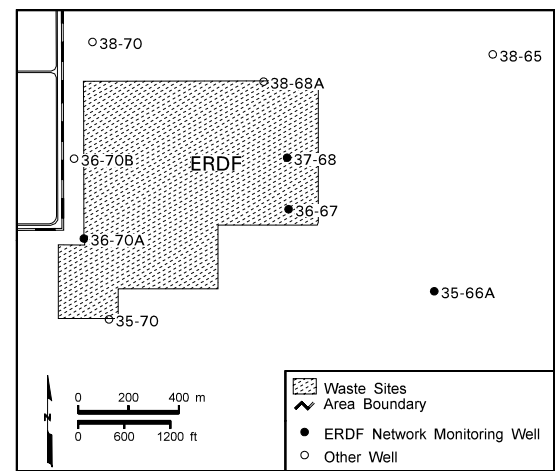 38-70
38-65
38-68A
36-70B
ERDF
37-68
36-67
36-70A
35-66A
35-70
N
0 200 400 m
0 600 1200 ft
Waste Sites
Area Boundary
ERDF Network Monitoring Well
Other Well